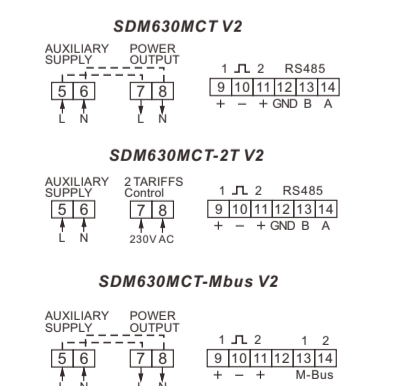 SDM630MCT V2
AUXILIARY SUPPLY
POWER OUTPUT
1 2 RS485
5 6 7 8 9 10 11 12 13 14
L N L N + – + GND B A
SDM630MCT-2T V2
AUXILIARY SUPPLY
2 TARIFFS Control
1 2 RS485
5 6 7 8 9 10 11 12 13 14
L N 230V AC + – + GND B A
SDM630MCT-Mbus V2
AUXILIARY SUPPLY
POWER OUTPUT
1 2 1 2
5 6 7 8 9 10 11 12 13 14
L N L N + – + M-Bus